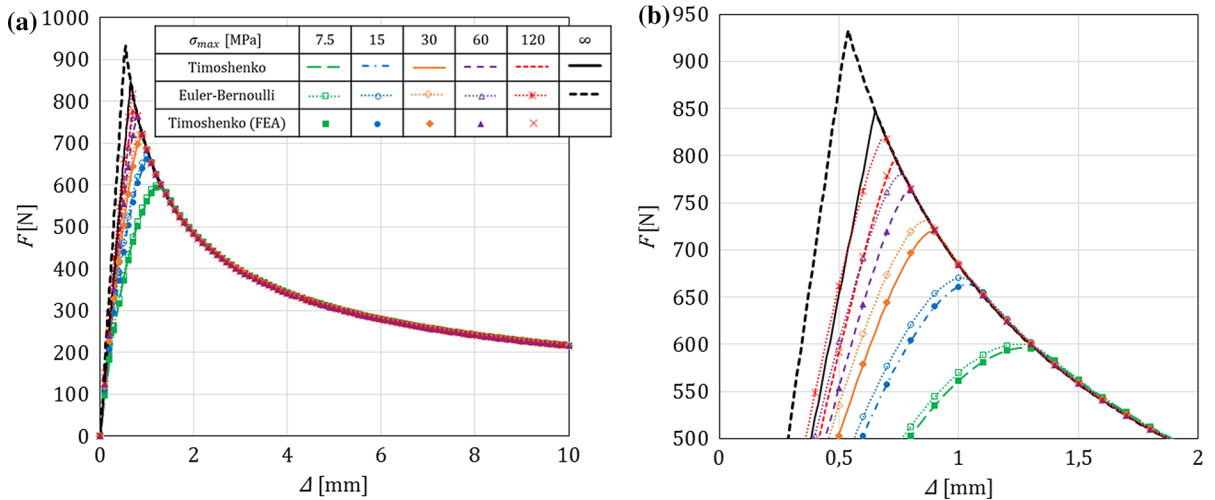 (a)
1000
900
800
700
600
500
400
300
200
100
0
F [N]
0 2 4 6 8 10
Δ [mm]
σmax [MPa] 7.5 15 30 60 120 ∞
Timoshenko
Euler-Bernoulli
Timoshenko (FEA)
(b)
950
900
850
800
750
700
650
600
550
500
F [N]
0 0,5 1 1,5 2
Δ [mm]